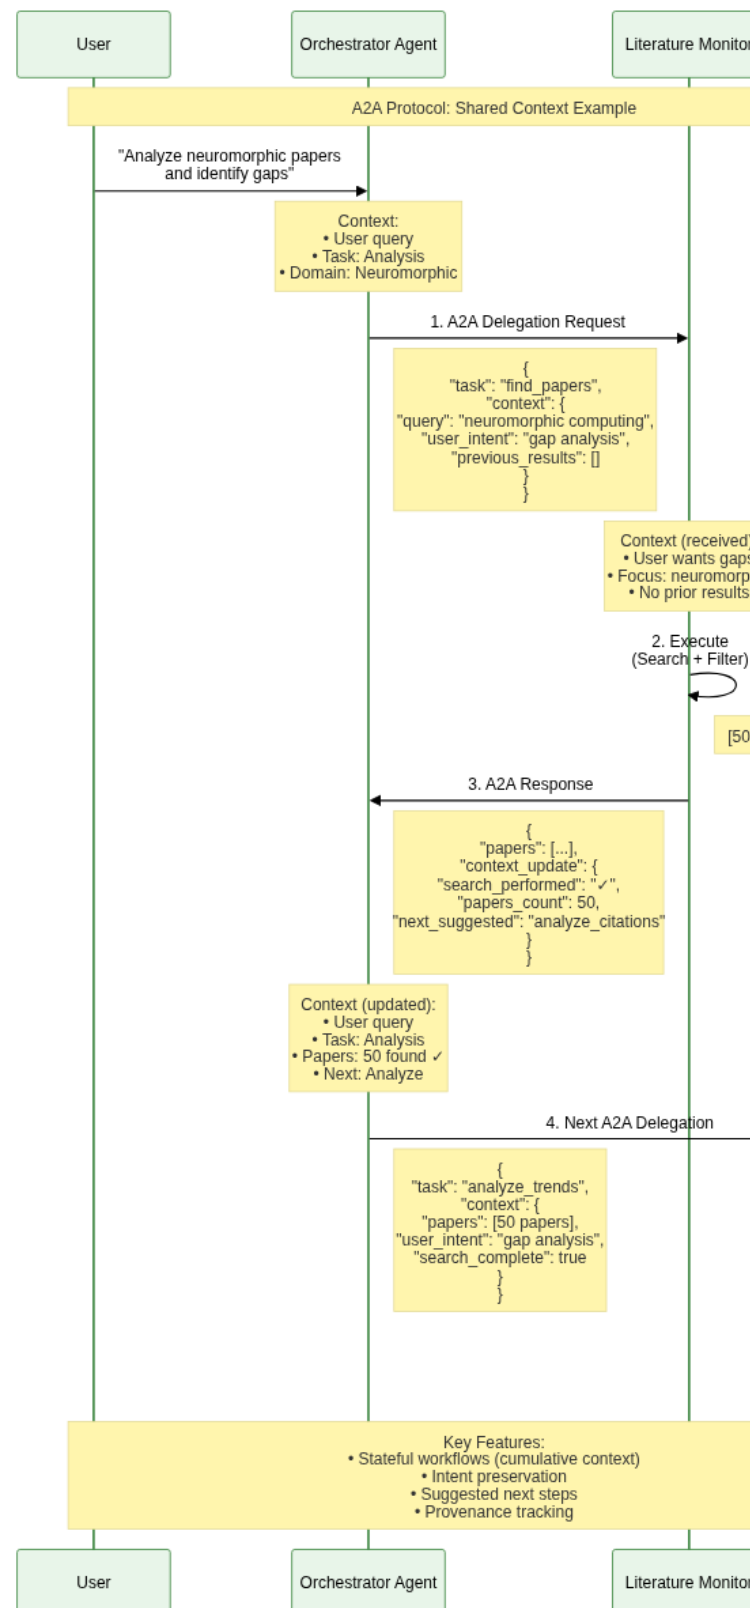 User
Orchestrator Agent
Literature Monitor
A2A Protocol: Shared Context Example
"Analyze neuromorphic papers
and identify gaps"
Context:
• User query
• Task: Analysis
• Domain: Neuromorphic
1. A2A Delegation Request
{
"task": "find_papers",
"context": {
"query": "neuromorphic computing",
"user_intent": "gap analysis",
"previous_results": []
}
}
Context (received)
• User wants gaps
• Focus: neuromorp
• No prior results
2. Execute
(Search + Filter)
[50
3. A2A Response
{
"papers": [...],
"context_update": {
"search_performed": "✓",
"papers_count": 50,
"next_suggested": "analyze_citations"
}
}
Context (updated):
• User query
• Task: Analysis
• Papers: 50 found ✓
• Next: Analyze
4. Next A2A Delegation
{
"task": "analyze_trends",
"context": {
"papers": [50 papers],
"user_intent": "gap analysis",
"search_complete": true
}
}
Key Features:
• Stateful workflows (cumulative context)
• Intent preservation
• Suggested next steps
• Provenance tracking
User
Orchestrator Agent
Literature Monitor